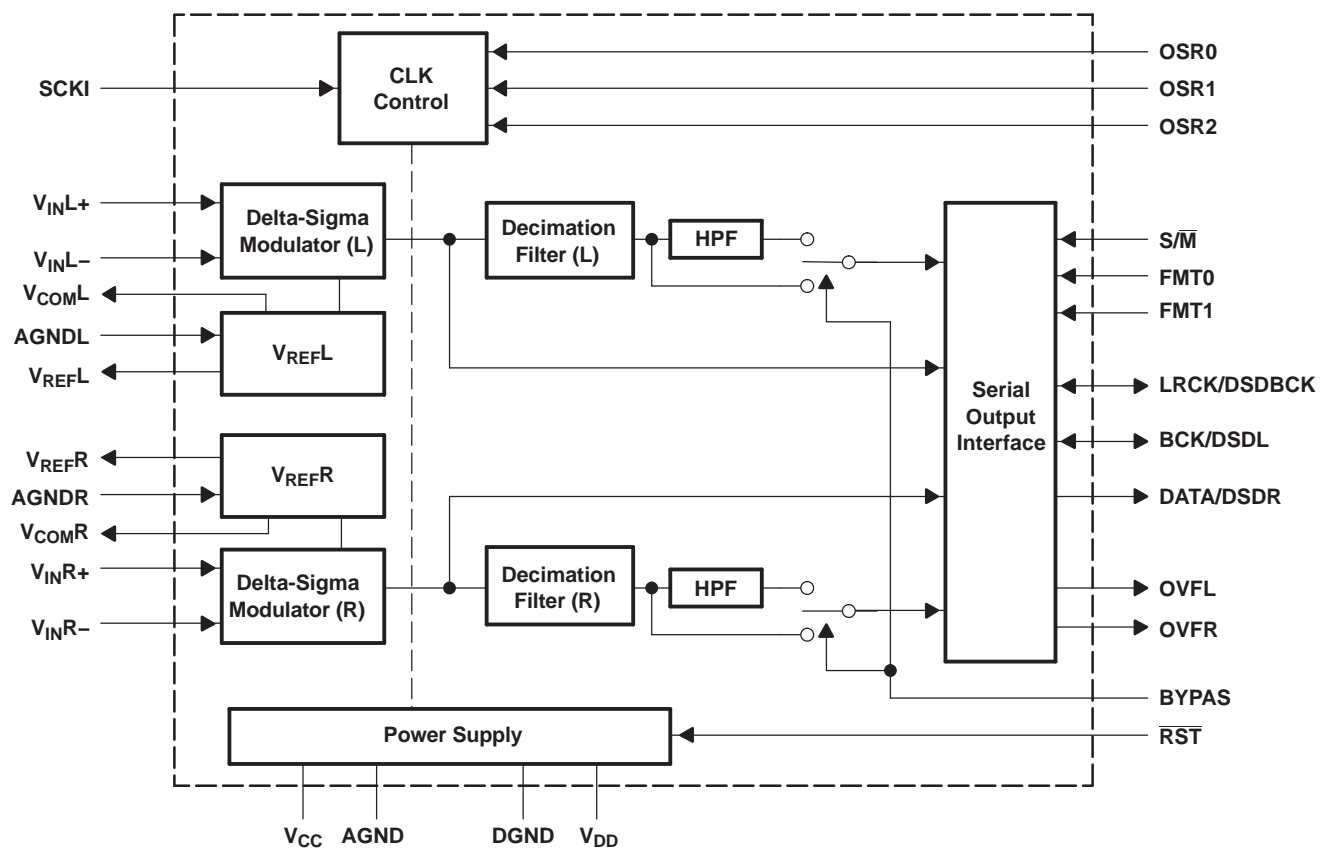 OSR0
SCKI
CLK
Control
OSR1
OSR2
VINL+
Delta-Sigma
Modulator (L)
Decimation
Filter (L)
HPF
S/M̅
VINL−
FMT0
VCOML
FMT1
AGNDL
VREFL
VREFL
LRCK/DSDBCK
Serial
Output
Interface
BCK/DSDL
VREFR
VREFR
AGNDR
DATA/DSDR
VCOMR
VINR+
Delta-Sigma
Modulator (R)
Decimation
Filter (R)
HPF
OVFL
VINR−
OVFR
BYPAS
Power Supply
R̅S̅T̅
VCC
AGND
DGND
VDD